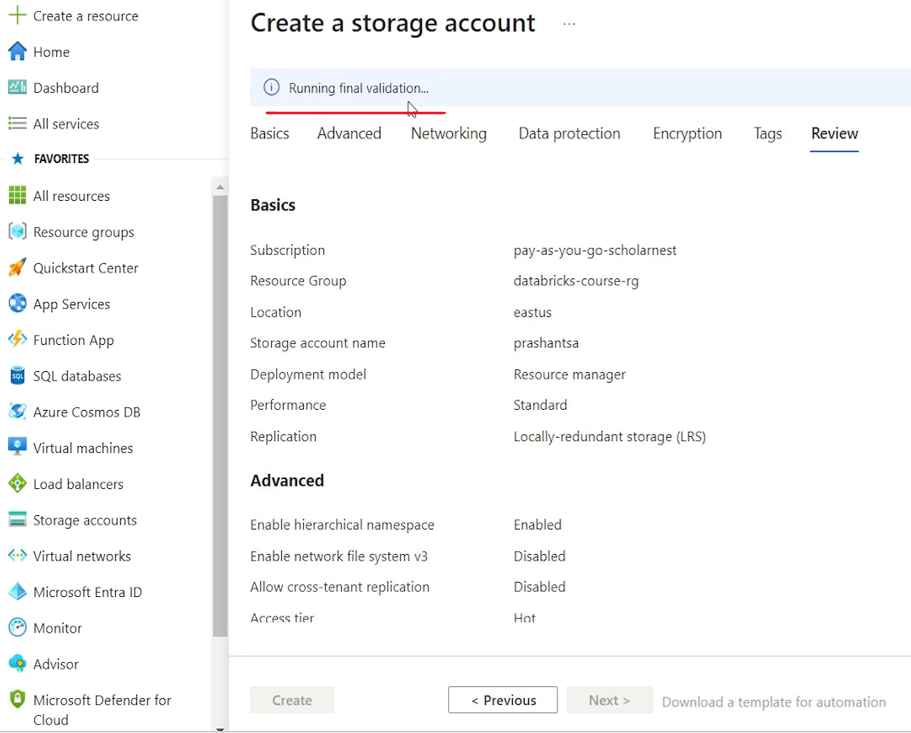 Create a resource
Home
Dashboard
All services
FAVORITES
All resources
Resource groups
Quickstart Center
App Services
Function App
SQL databases
Azure Cosmos DB
Virtual machines
Load balancers
Storage accounts
Virtual networks
Microsoft Entra ID
Monitor
Advisor
Microsoft Defender for
Cloud
Create a storage account ...
Running final validation...
Basics Advanced Networking Data protection Encryption Tags Review
Basics
Subscription pay-as-you-go-scholarnest
Resource Group databricks-course-rg
Location eastus
Storage account name prashantsa
Deployment model Resource manager
Performance Standard
Replication Locally-redundant storage (LRS)
Advanced
Enable hierarchical namespace Enabled
Enable network file system v3 Disabled
Allow cross-tenant replication Disabled
Access tier Hot
Create < Previous Next > Download a template for automation